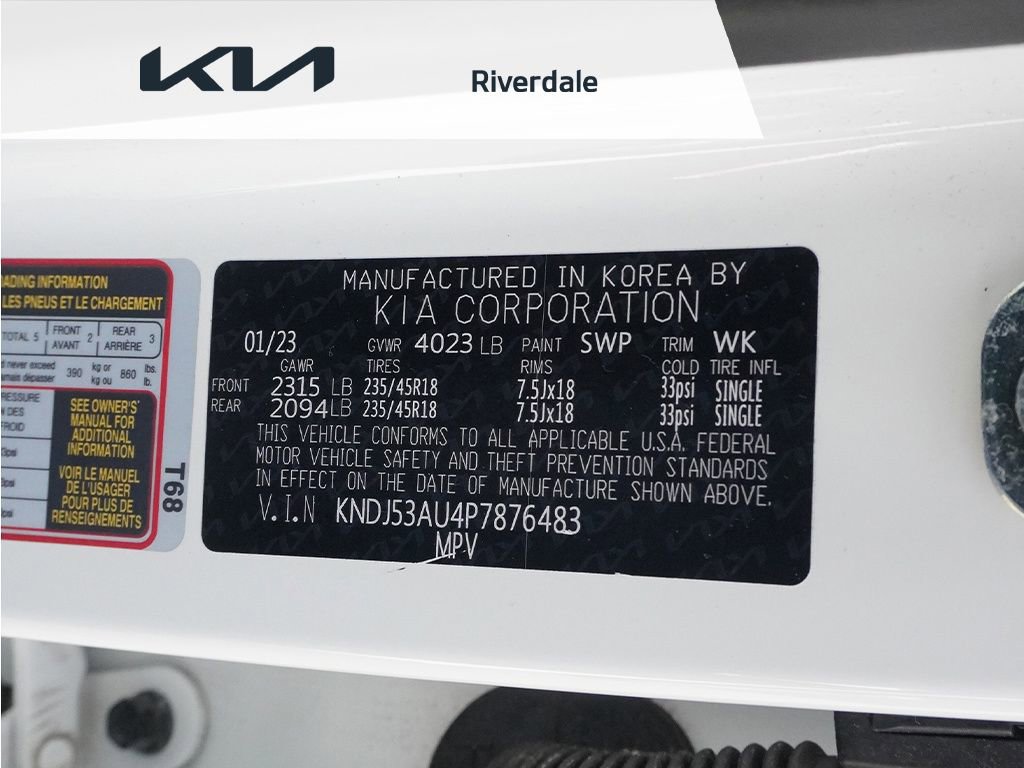 KIA
Riverdale
MANUFACTURED IN KOREA BY
KIA CORPORATION
01/23 GVWR 4023 LB PAINT SWP TRIM WK
GAWR TIRES RIMS COLD TIRE INFL
FRONT 2315 LB 235/45R18 7.5Jx18 33psi SINGLE
REAR 2094 LB 235/45R18 7.5Jx18 33psi SINGLE
THIS VEHICLE CONFORMS TO ALL APPLICABLE U.S.A. FEDERAL
MOTOR VEHICLE SAFETY AND THEFT PREVENTION STANDARDS
IN EFFECT ON THE DATE OF MANUFACTURE SHOWN ABOVE.
V.I.N KNDJ53AU4P7876483
MPV
INFORMATION
LES PNEUS ET LE CHARGEMENT
TOTAL 5 FRONT AVANT 2 REAR ARRIÈRE 3
never exceed
dépasser 390 kg or kg ou 860 lbs. lb.
SEE OWNER'S
MANUAL FOR
ADDITIONAL
INFORMATION
VOIR LE MANUEL
DE L'USAGER
POUR PLUS DE
RENSEIGNEMENTS
T68